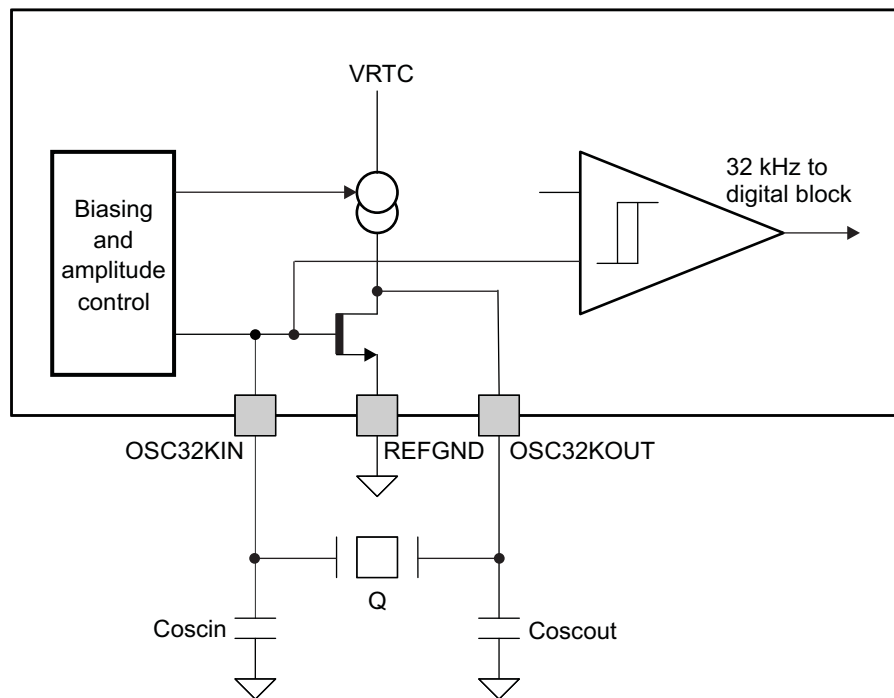 VRTC
32 kHz to
digital block
Biasing
and
amplitude
control
OSC32KIN
REFGND
OSC32KOUT
Q
Coscin
Coscout